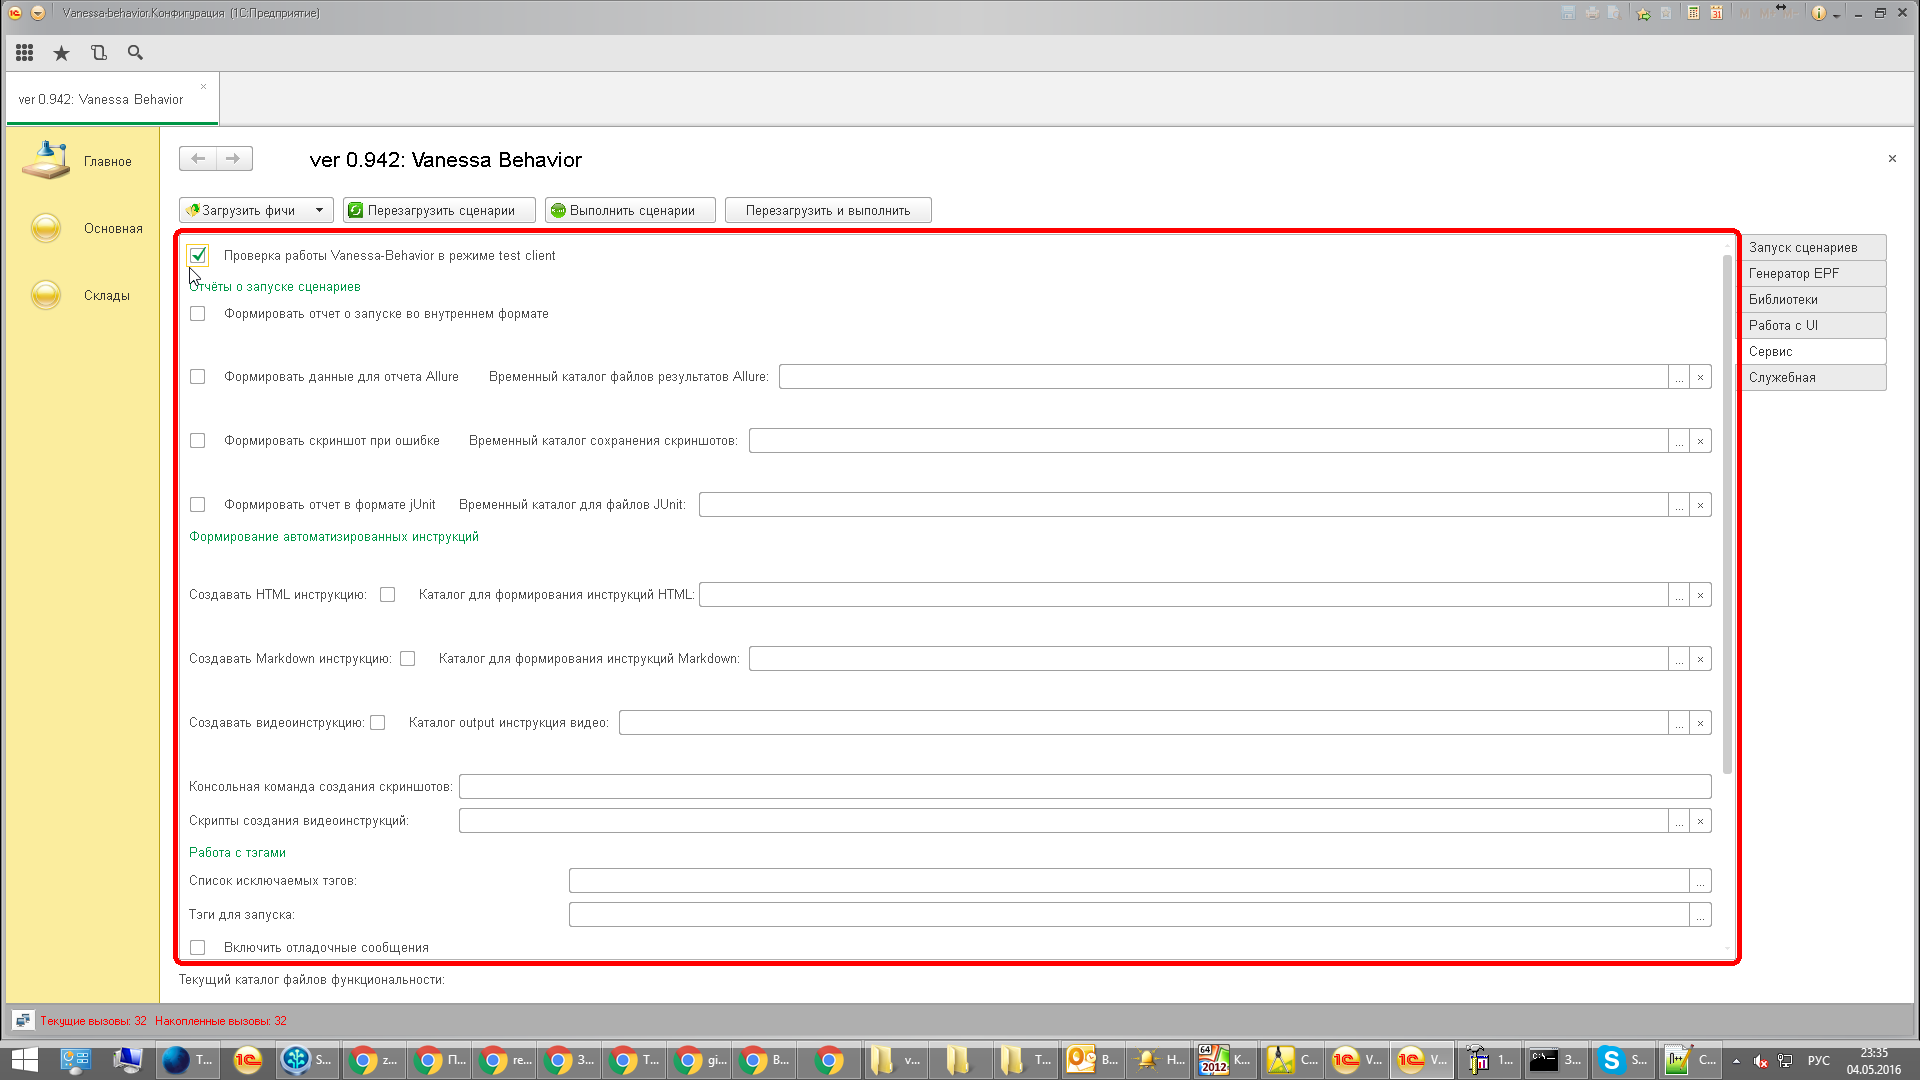 Vanessa-behavior.Конфигурация (1С:Предприятие)
31
M M+ M-
ver 0.942: Vanessa Behavior
Главное
Основная
Склады
ver 0.942: Vanessa Behavior
Загрузить фичи
Перезагрузить сценарии
Выполнить сценарии
Перезагрузить и выполнить
Проверка работы Vanessa-Behavior в режиме test client
Отчёты о запуске сценариев
Формировать отчет о запуске во внутреннем формате
Формировать данные для отчета Allure Временный каталог файлов результатов Allure: ...
Формировать скриншот при ошибке Временный каталог сохранения скриншотов: ...
Формировать отчет в формате jUnit Временный каталог для файлов JUnit: ...
Формирование автоматизированных инструкций
Создавать HTML инструкцию: Каталог для формирования инструкций HTML: ...
Создавать Markdown инструкцию: Каталог для формирования инструкций Markdown: ...
Создавать видеоинструкцию: Каталог output инструкция видео: ...
Консольная команда создания скриншотов:
Скрипты создания видеоинструкций: ...
Работа с тэгами
Список исключаемых тэгов: ...
Тэги для запуска: ...
Включить отладочные сообщения
Запуск сценариев
Генератор EPF
Библиотеки
Работа с UI
Сервис
Служебная
Текущий каталог файлов функциональности:
Текущие вызовы: 32 Накопленные вызовы: 32
T... S... z... П... re... З... T... gi... B... v... T... B... Н... 64 2012 К... С... V... V... 1... З... S... С... РУС
23:35
04.05.2016